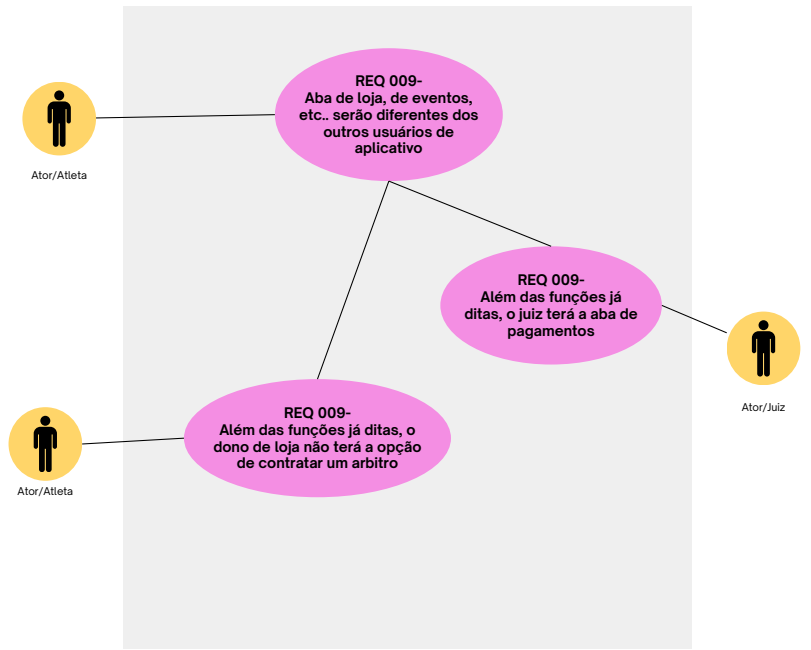 REQ 009-
Aba de loja, de eventos,
etc.. serão diferentes dos
outros usuários de
aplicativo
Ator/Atleta
REQ 009-
Além das funções já
ditas, o juiz terá a aba de
pagamentos
Ator/Juiz
REQ 009-
Além das funções já ditas, o
dono de loja não terá a opção
de contratar um arbitro
Ator/Atleta